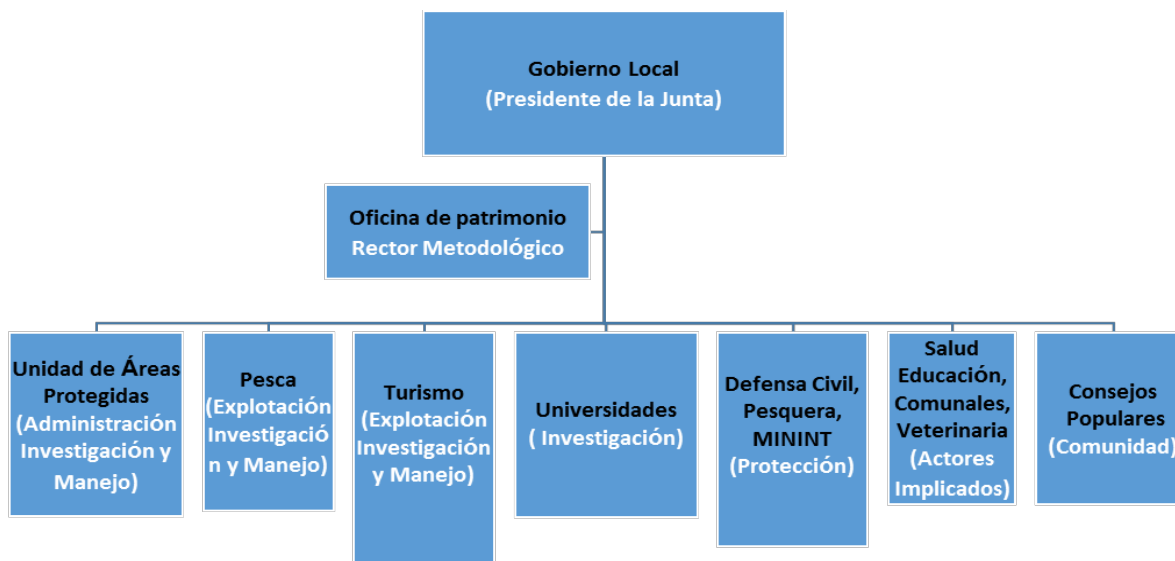 Gobierno Local
(Presidente de la Junta)
Oficina de patrimonio
Rector Metodológico
Unidad de Áreas
Protegidas
(Administración
Investigación y
Manejo)
Pesca
(Explotación
Investigació
n y Manejo)
Turismo
(Explotación
Investigación
y Manejo)
Universidades
( Investigación)
Defensa Civil,
Pesquera,
MININT
(Protección)
Salud
Educación,
Comunales,
Veterinaria
(Actores
Implicados)
Consejos
Populares
(Comunidad)